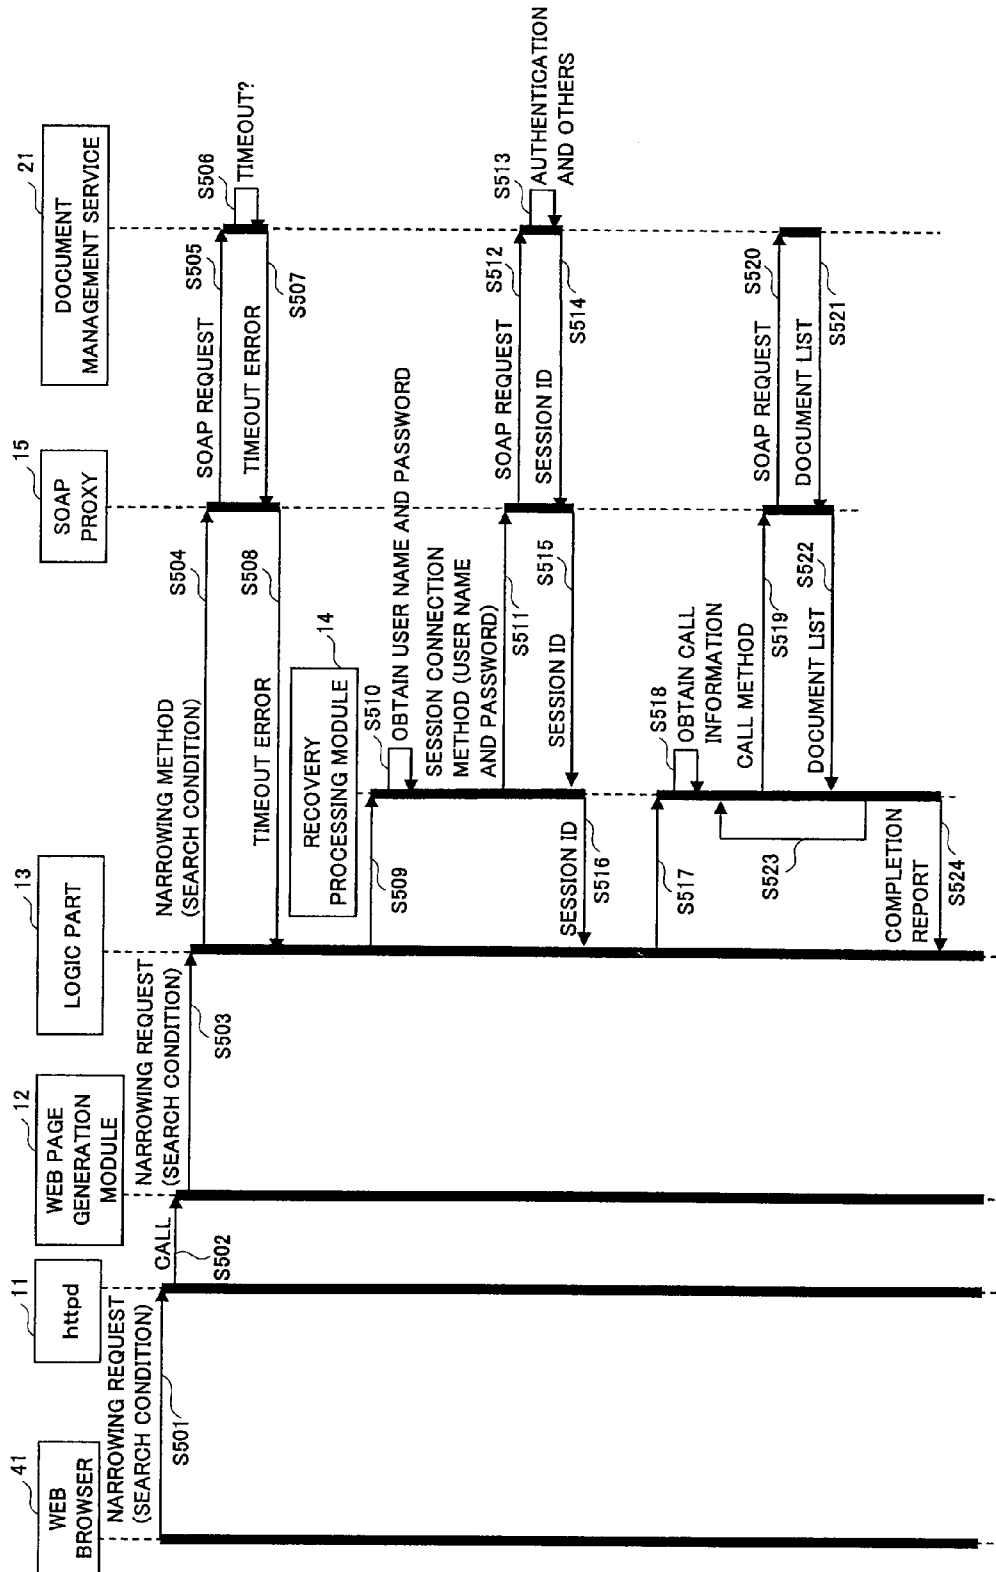 41
WEB
BROWSER
11
httpd
12
WEB PAGE
GENERATION
MODULE
13
LOGIC PART
15
SOAP
PROXY
21
DOCUMENT
MANAGEMENT SERVICE
NARROWING REQUEST
(SEARCH CONDITION)
S501
CALL
S502
NARROWING REQUEST
(SEARCH CONDITION)
S503
NARROWING METHOD
(SEARCH CONDITION)
S504
SOAP REQUEST
S505
S506
TIMEOUT?
TIMEOUT ERROR
S507
TIMEOUT ERROR
S508
14
RECOVERY
PROCESSING MODULE
S509
S510
OBTAIN USER NAME AND PASSWORD
SESSION CONNECTION
METHOD (USER NAME
AND PASSWORD)
S511
SOAP REQUEST
S512
S513
AUTHENTICATION
AND OTHERS
SESSION ID
S514
SESSION ID
S515
SESSION ID
S516
S517
S518
OBTAIN CALL
INFORMATION
CALL METHOD
S519
SOAP REQUEST
S520
DOCUMENT LIST
S521
DOCUMENT LIST
S522
S523
COMPLETION
REPORT
S524